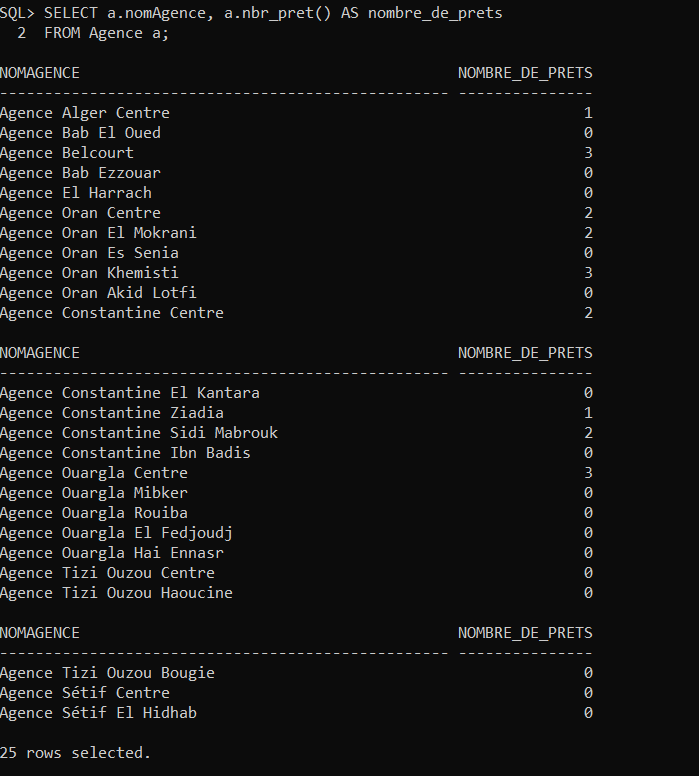 SQL> SELECT a.nomAgence, a.nbr_pret() AS nombre_de_prets
  2  FROM Agence a;
NOMAGENCE                                          NOMBRE_DE_PRETS
-------------------------------------------------- ---------------
Agence Alger Centre                                              1
Agence Bab El Oued                                               0
Agence Belcourt                                                  3
Agence Bab Ezzouar                                               0
Agence El Harrach                                                0
Agence Oran Centre                                               2
Agence Oran El Mokrani                                           2
Agence Oran Es Senia                                             0
Agence Oran Khemisti                                             3
Agence Oran Akid Lotfi                                           0
Agence Constantine Centre                                        2
NOMAGENCE                                          NOMBRE_DE_PRETS
-------------------------------------------------- ---------------
Agence Constantine El Kantara                                    0
Agence Constantine Ziadia                                        1
Agence Constantine Sidi Mabrouk                                  2
Agence Constantine Ibn Badis                                     0
Agence Ouargla Centre                                            3
Agence Ouargla Mibker                                            0
Agence Ouargla Rouiba                                            0
Agence Ouargla El Fedjoudj                                       0
Agence Ouargla Hai Ennasr                                        0
Agence Tizi Ouzou Centre                                         0
Agence Tizi Ouzou Haoucine                                       0
NOMAGENCE                                          NOMBRE_DE_PRETS
-------------------------------------------------- ---------------
Agence Tizi Ouzou Bougie                                         0
Agence Sétif Centre                                              0
Agence Sétif El Hidhab                                           0
25 rows selected.